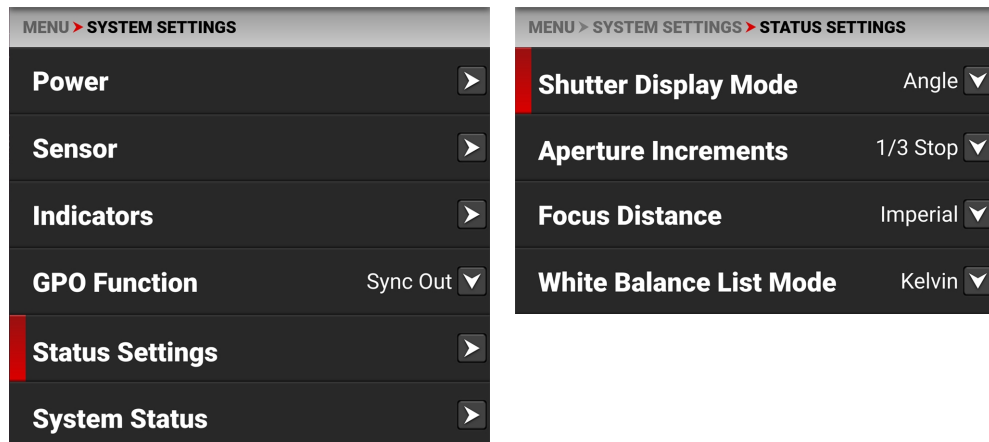 MENU > SYSTEM SETTINGS
Power
Sensor
Indicators
GPO Function Sync Out
Status Settings
System Status
MENU > SYSTEM SETTINGS > STATUS SETTINGS
Shutter Display Mode Angle
Aperture Increments 1/3 Stop
Focus Distance Imperial
White Balance List Mode Kelvin